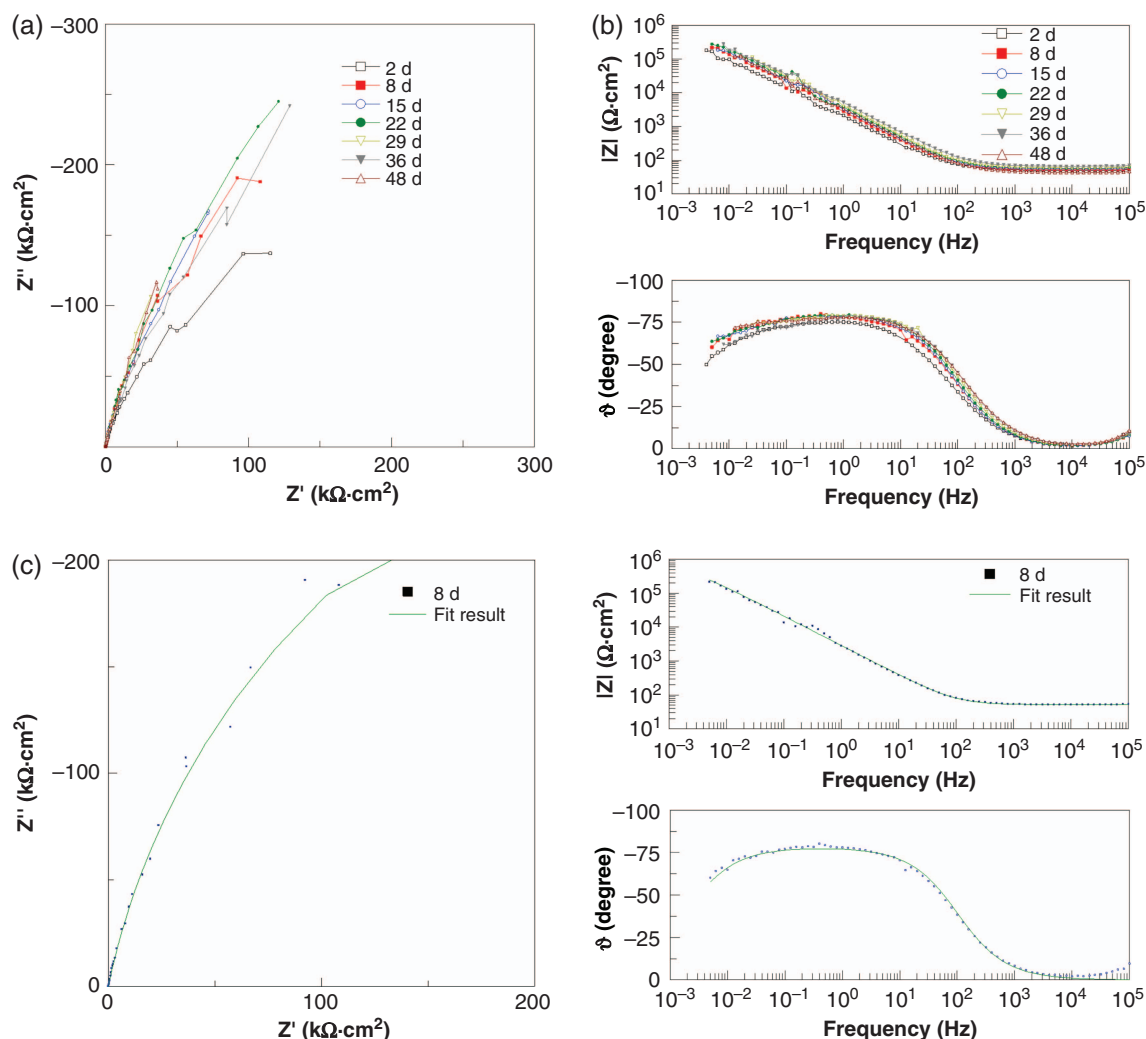 (a)
−300
−200
−100
0
0
100
200
300
Z'' (kΩ·cm²)
Z' (kΩ·cm²)
2 d
8 d
15 d
22 d
29 d
36 d
48 d
(b)
10⁶
10⁵
10⁴
10³
10²
10¹
|Z| (Ω·cm²)
2 d
8 d
15 d
22 d
29 d
36 d
48 d
10⁻³ 10⁻² 10⁻¹ 10⁰ 10¹ 10² 10³ 10⁴ 10⁵
Frequency (Hz)
−100
−75
−50
−25
0
ϑ (degree)
10⁻³ 10⁻² 10⁻¹ 10⁰ 10¹ 10² 10³ 10⁴ 10⁵
Frequency (Hz)
(c)
−200
−100
0
0
100
200
Z'' (kΩ·cm²)
Z' (kΩ·cm²)
8 d
Fit result
10⁶
10⁵
10⁴
10³
10²
10¹
|Z| (Ω·cm²)
8 d
Fit result
10⁻³ 10⁻² 10⁻¹ 10⁰ 10¹ 10² 10³ 10⁴ 10⁵
Frequency (Hz)
−100
−75
−50
−25
0
ϑ (degree)
10⁻³ 10⁻² 10⁻¹ 10⁰ 10¹ 10² 10³ 10⁴ 10⁵
Frequency (Hz)